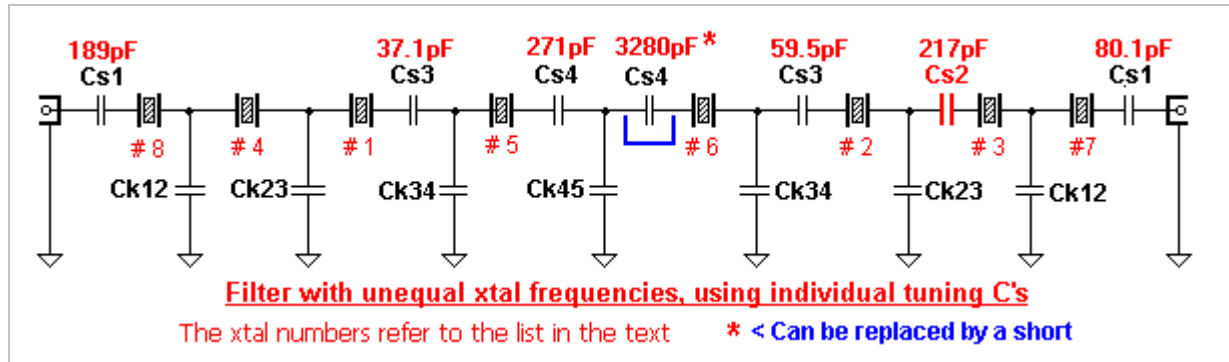 189pF 37.1pF 271pF 3280pF * 59.5pF 217pF 80.1pF
Cs1 Cs3 Cs4 Cs4 Cs3 Cs2 Cs1
# 8 # 4 # 1 # 5 # 6 # 2 # 3 #7
Ck12 Ck23 Ck34 Ck45 Ck34 Ck23 Ck12
Filter with unequal xtal frequencies, using individual tuning C's
The xtal numbers refer to the list in the text * < Can be replaced by a short